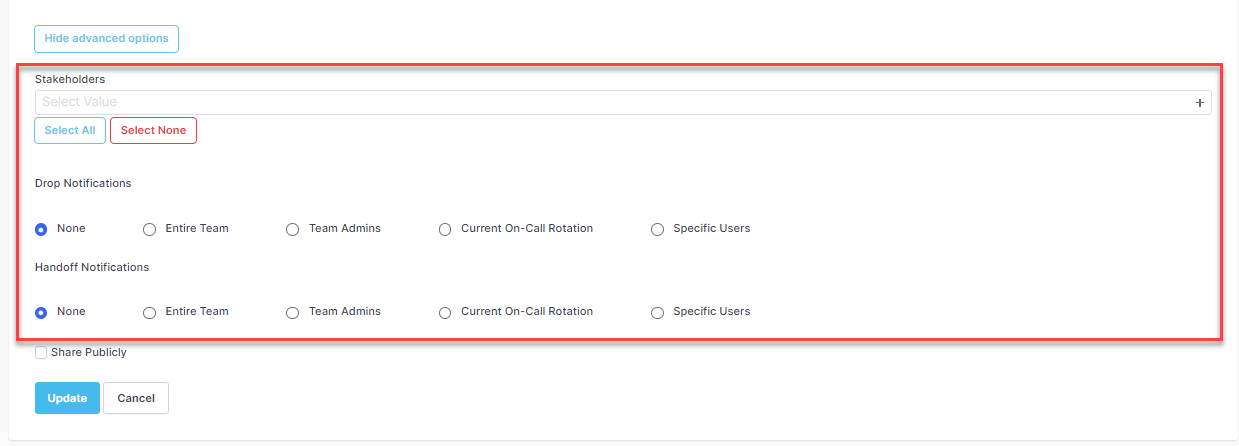 Hide advanced options
Stakeholders
Select Value +
Select All Select None
Drop Notifications
None Entire Team Team Admins Current On-Call Rotation Specific Users
Handoff Notifications
None Entire Team Team Admins Current On-Call Rotation Specific Users
Share Publicly
Update Cancel